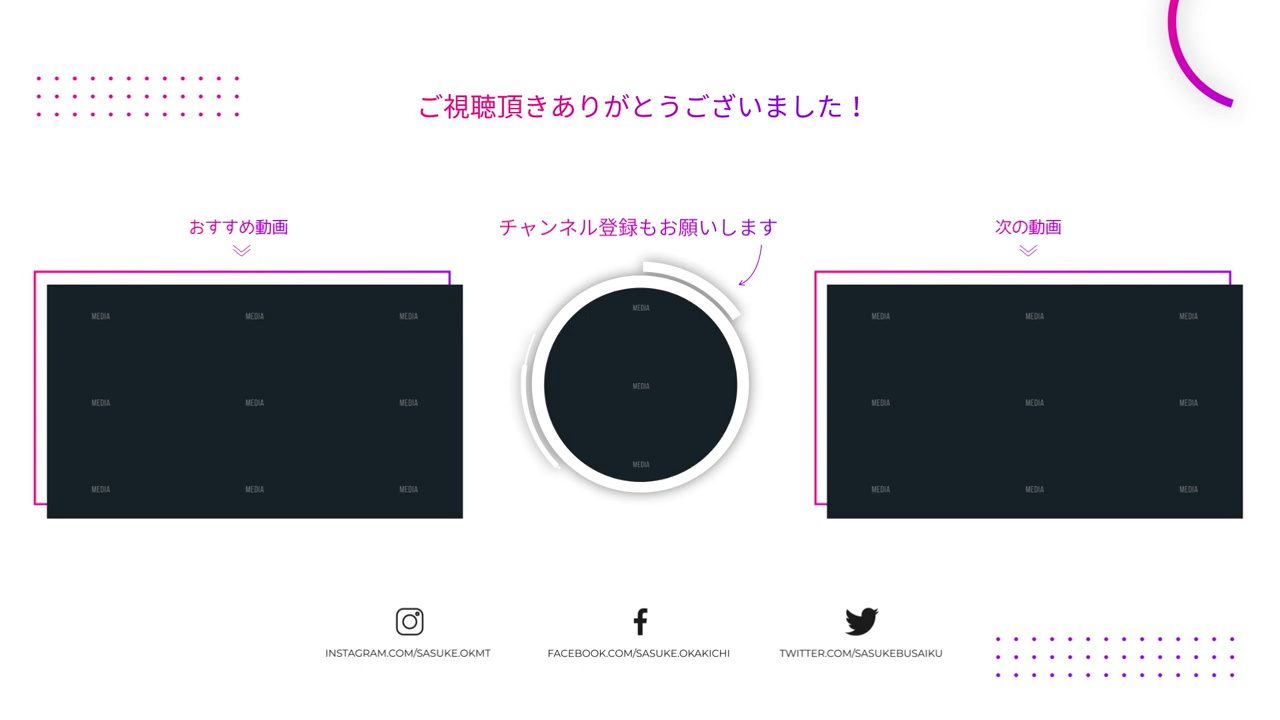 ご視聴頂きありがとうございました！
おすすめ動画
チャンネル登録もお願いします
次の動画
MEDIA MEDIA MEDIA
MEDIA
MEDIA MEDIA MEDIA
MEDIA MEDIA MEDIA
MEDIA
MEDIA MEDIA MEDIA
MEDIA MEDIA MEDIA
MEDIA
MEDIA MEDIA MEDIA
INSTAGRAM.COM/SASUKE.OKMT
FACEBOOK.COM/SASUKE.OKAKICHI
TWITTER.COM/SASUKEBUSAIKU